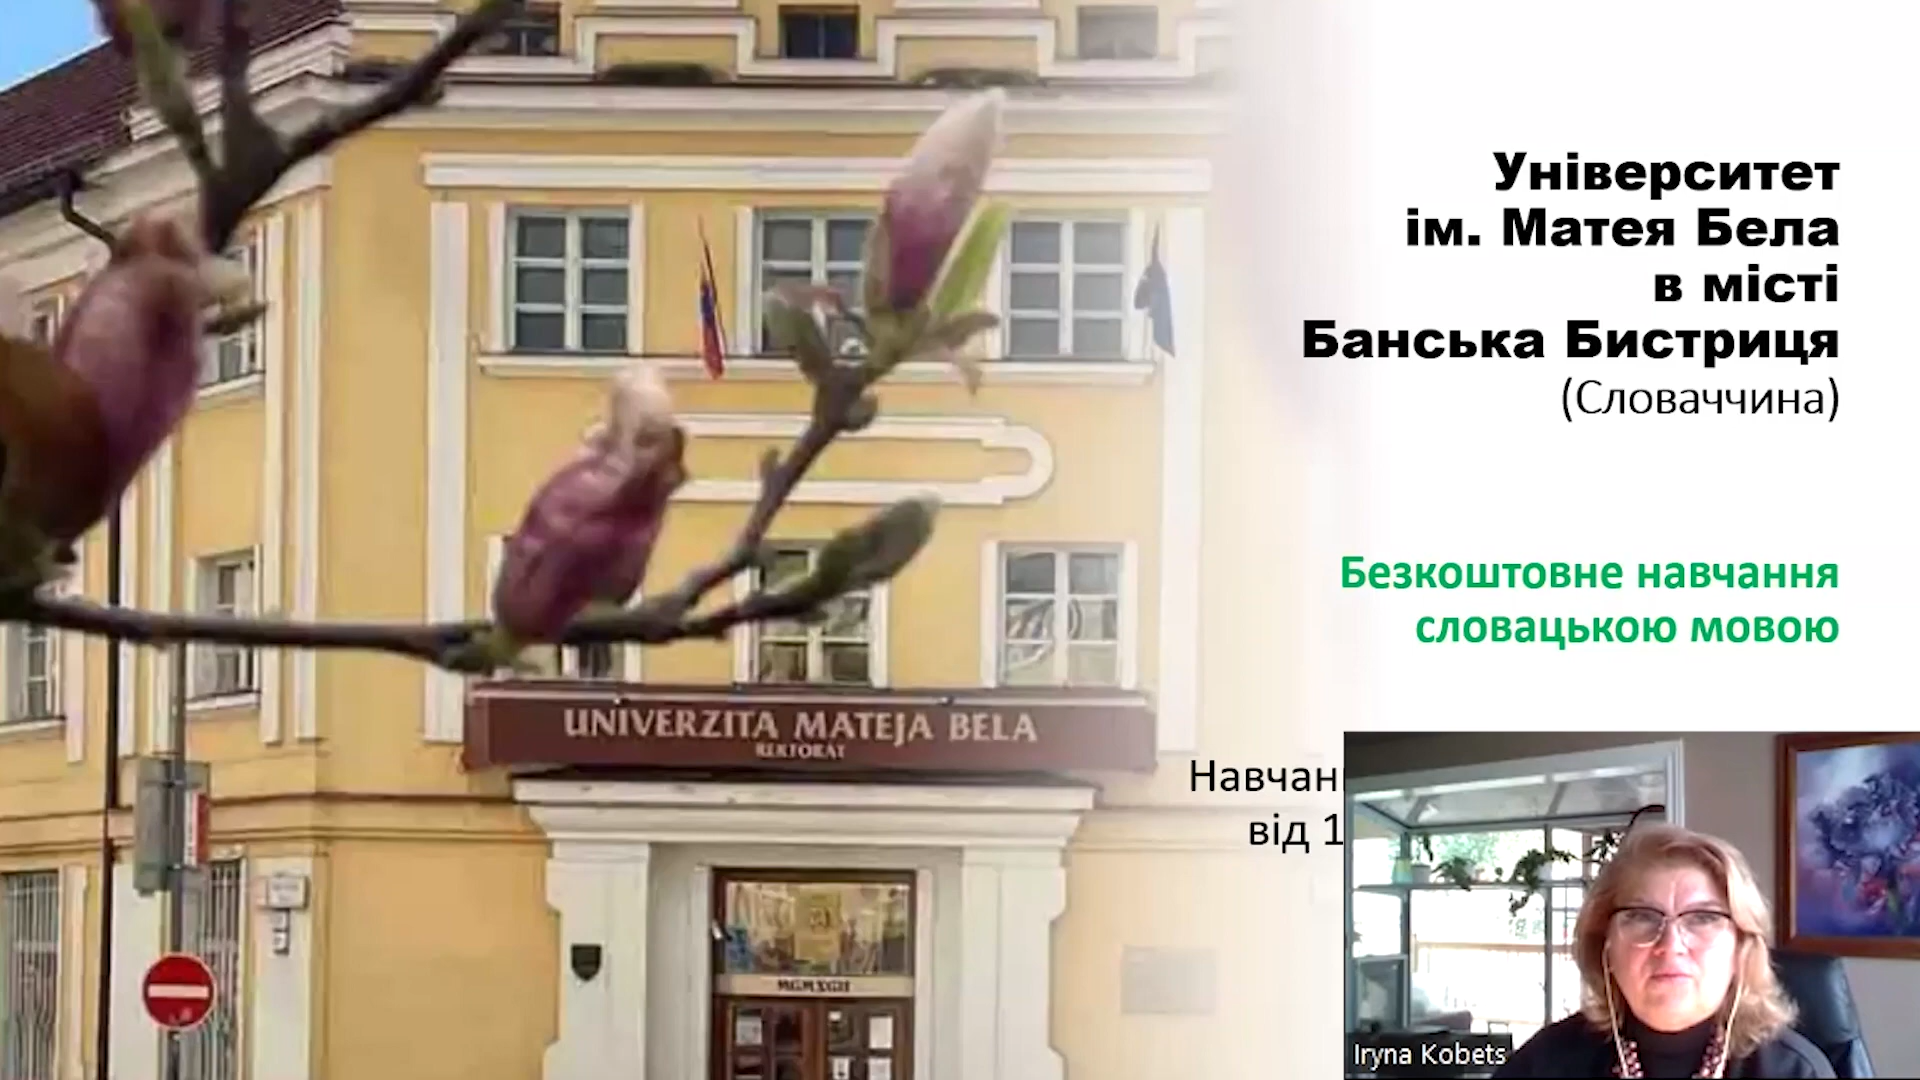 Університет
ім. Матея Бела
в місті
Банська Бистриця
(Словаччина)
Безкоштовне навчання
словацькою мовою
UNIVERZITA MATEJA BELA
REKTORÁT
від 1
MCMXCII
Iryna Kobets